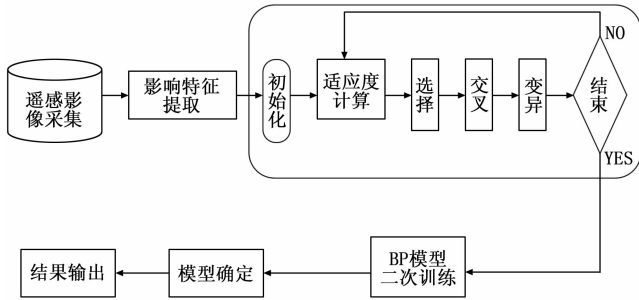 遥感影
像采集
影响特征
提取
初始化
适应度
计算
选择
交叉
变异
结束
NO
YES
BP模型
二次训练
模型确定
结果输出